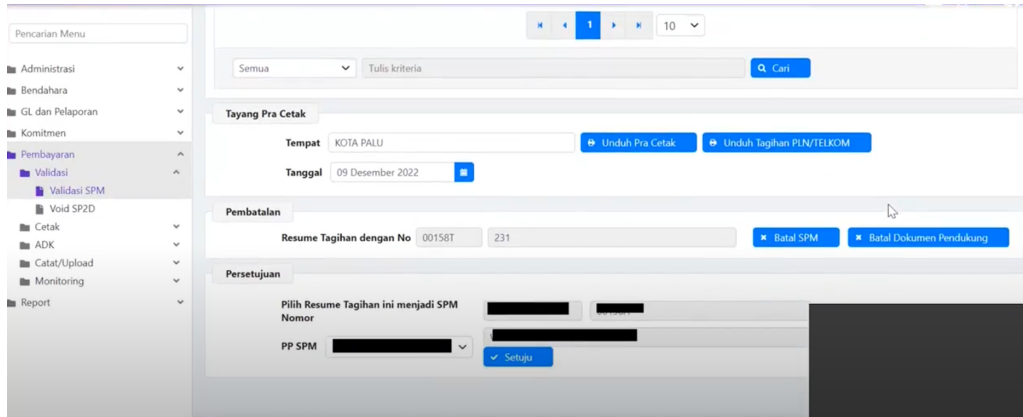 Pencarian Menu
Administrasi
Bendahara
GL dan Pelaporan
Komitmen
Pembayaran
Validasi
Validasi SPM
Void SP2D
Cetak
ADK
Catat/Upload
Monitoring
Report
1 10
Semua Tulis kriteria Cari
Tayang Pra Cetak
Tempat KOTA PALU Unduh Pra Cetak Unduh Tagihan PLN/TELKOM
Tanggal 09 Desember 2022
Pembatalan
Resume Tagihan dengan No 00158T 231 Batal SPM Batal Dokumen Pendukung
Persetujuan
Pilih Resume Tagihan ini menjadi SPM
Nomor
PP SPM
Setuju